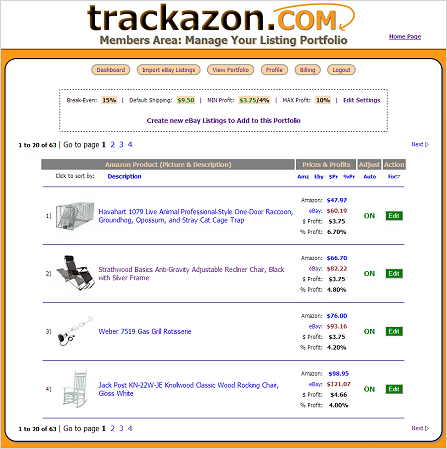 trackazon.COM
Members Area: Manage Your Listing Portfolio
Home Page
Dashboard Import eBay Listings View Portfolio Profile Billing Logout
Break-Even: 15% | Default Shipping: $9.50 | MIN Profit: $3.75/4% | MAX Profit: 10% | Edit Settings
Create new eBay Listings to Add to this Portfolio
1 to 20 of 63 | Go to page 1 2 3 4 Next
Amazon Product (Picture & Description) Prices & Profits Adjust Action
Click to sort by: Description Amz Eby $Pr %Pr Auto Fix
1) Havahart 1079 Live Animal Professional-Style One-Door Raccoon,
Groundhog, Opossum, and Stray Cat Cage Trap
Amazon: $47.97
eBay: $60.19
$ Profit: $3.75
% Profit: 6.70%
ON Edit
2) Strathwood Basics Anti-Gravity Adjustable Recliner Chair, Black
with Silver Frame
Amazon: $66.70
eBay: $82.22
$ Profit: $3.75
% Profit: 4.80%
ON Edit
3) Weber 7519 Gas Grill Rotisserie
Amazon: $76.00
eBay: $93.16
$ Profit: $3.75
% Profit: 4.20%
ON Edit
4) Jack Post KN-22W-JE Knollwood Classic Wood Rocking Chair,
Gloss White
Amazon: $98.95
eBay: $121.07
$ Profit: $4.66
% Profit: 4.00%
ON Edit
1 to 20 of 63 | Go to page 1 2 3 4 Next